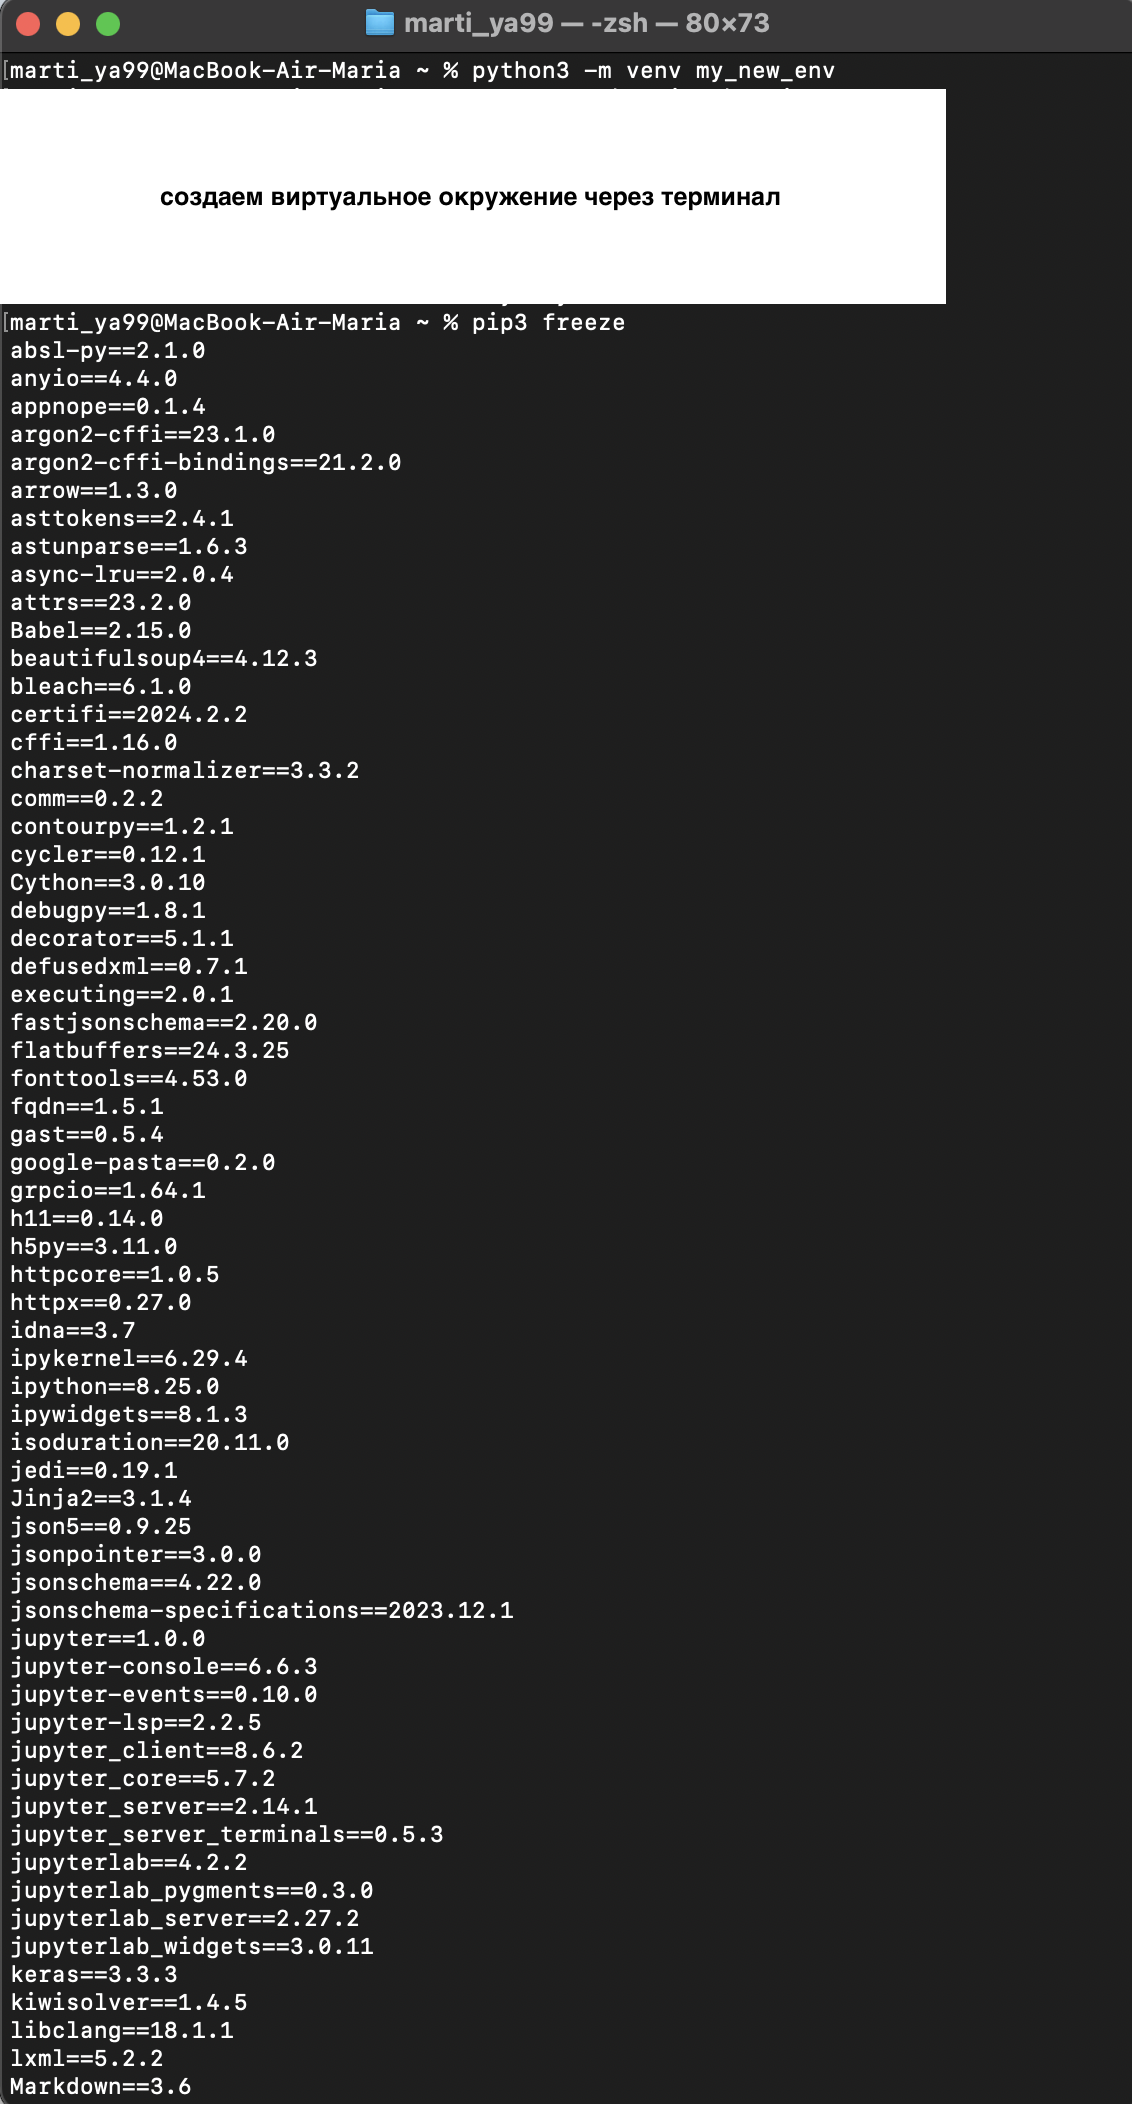 marti_ya99 — -zsh — 80×73
[marti_ya99@MacBook-Air-Maria ~ % python3 -m venv my_new_env
создаем виртуальное окружение через терминал
[marti_ya99@MacBook-Air-Maria ~ % pip3 freeze
absl-py==2.1.0
anyio==4.4.0
appnope==0.1.4
argon2-cffi==23.1.0
argon2-cffi-bindings==21.2.0
arrow==1.3.0
asttokens==2.4.1
astunparse==1.6.3
async-lru==2.0.4
attrs==23.2.0
Babel==2.15.0
beautifulsoup4==4.12.3
bleach==6.1.0
certifi==2024.2.2
cffi==1.16.0
charset-normalizer==3.3.2
comm==0.2.2
contourpy==1.2.1
cycler==0.12.1
Cython==3.0.10
debugpy==1.8.1
decorator==5.1.1
defusedxml==0.7.1
executing==2.0.1
fastjsonschema==2.20.0
flatbuffers==24.3.25
fonttools==4.53.0
fqdn==1.5.1
gast==0.5.4
google-pasta==0.2.0
grpcio==1.64.1
h11==0.14.0
h5py==3.11.0
httpcore==1.0.5
httpx==0.27.0
idna==3.7
ipykernel==6.29.4
ipython==8.25.0
ipywidgets==8.1.3
isoduration==20.11.0
jedi==0.19.1
Jinja2==3.1.4
json5==0.9.25
jsonpointer==3.0.0
jsonschema==4.22.0
jsonschema-specifications==2023.12.1
jupyter==1.0.0
jupyter-console==6.6.3
jupyter-events==0.10.0
jupyter-lsp==2.2.5
jupyter_client==8.6.2
jupyter_core==5.7.2
jupyter_server==2.14.1
jupyter_server_terminals==0.5.3
jupyterlab==4.2.2
jupyterlab_pygments==0.3.0
jupyterlab_server==2.27.2
jupyterlab_widgets==3.0.11
keras==3.3.3
kiwisolver==1.4.5
libclang==18.1.1
lxml==5.2.2
Markdown==3.6